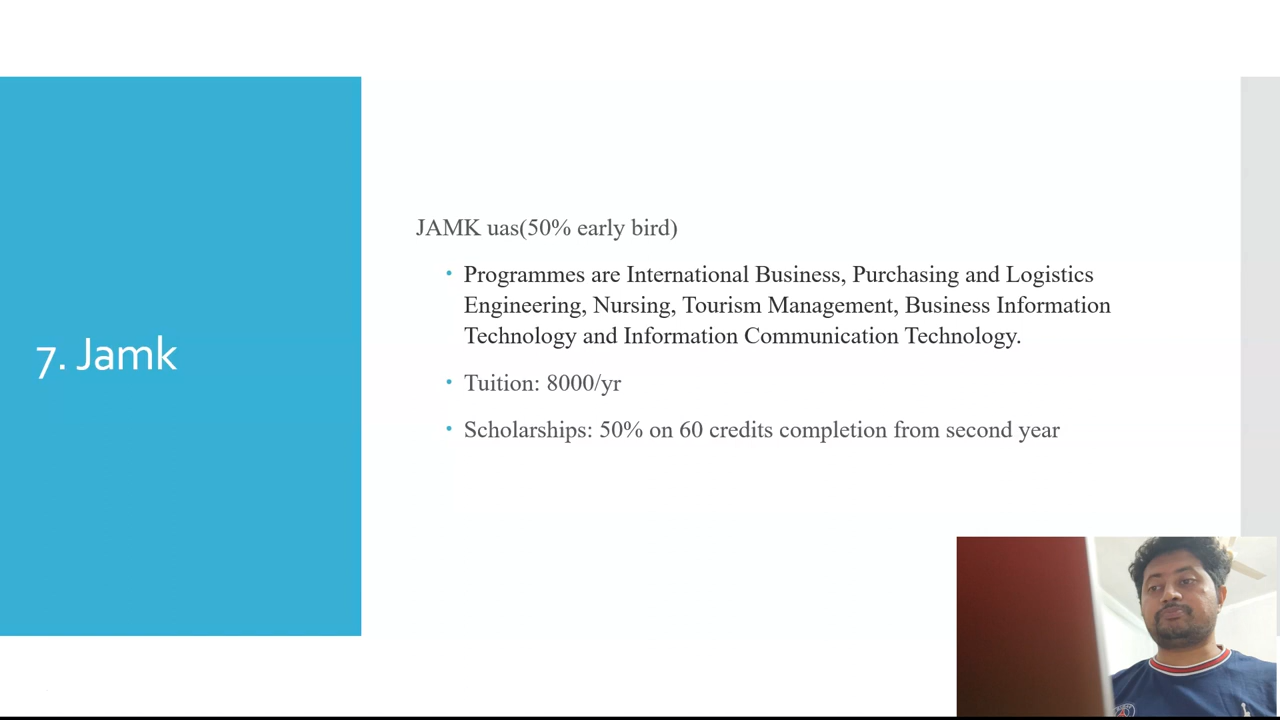 7. Jamk
JAMK uas(50% early bird)
• Programmes are International Business, Purchasing and Logistics
Engineering, Nursing, Tourism Management, Business Information
Technology and Information Communication Technology.
• Tuition: 8000/yr
• Scholarships: 50% on 60 credits completion from second year